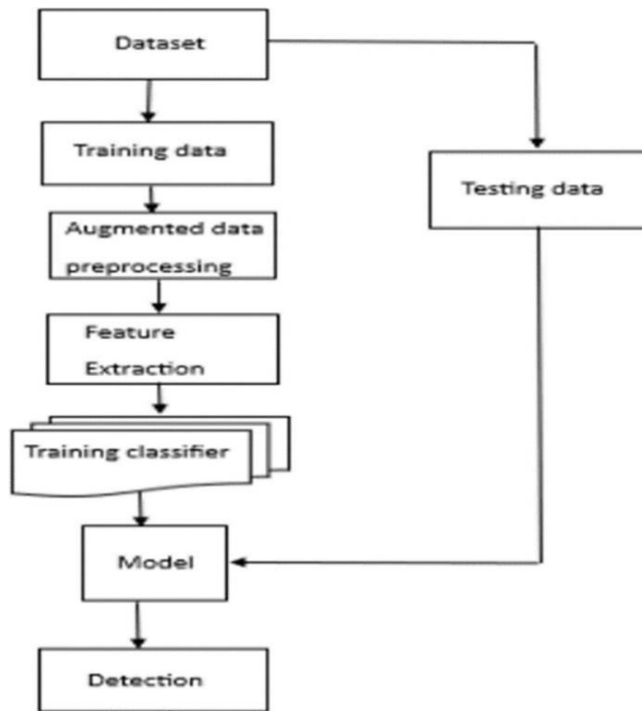 Dataset
Training data
Testing data
Augmented data
preprocessing
Feature
Extraction
Training classifier
Model
Detection